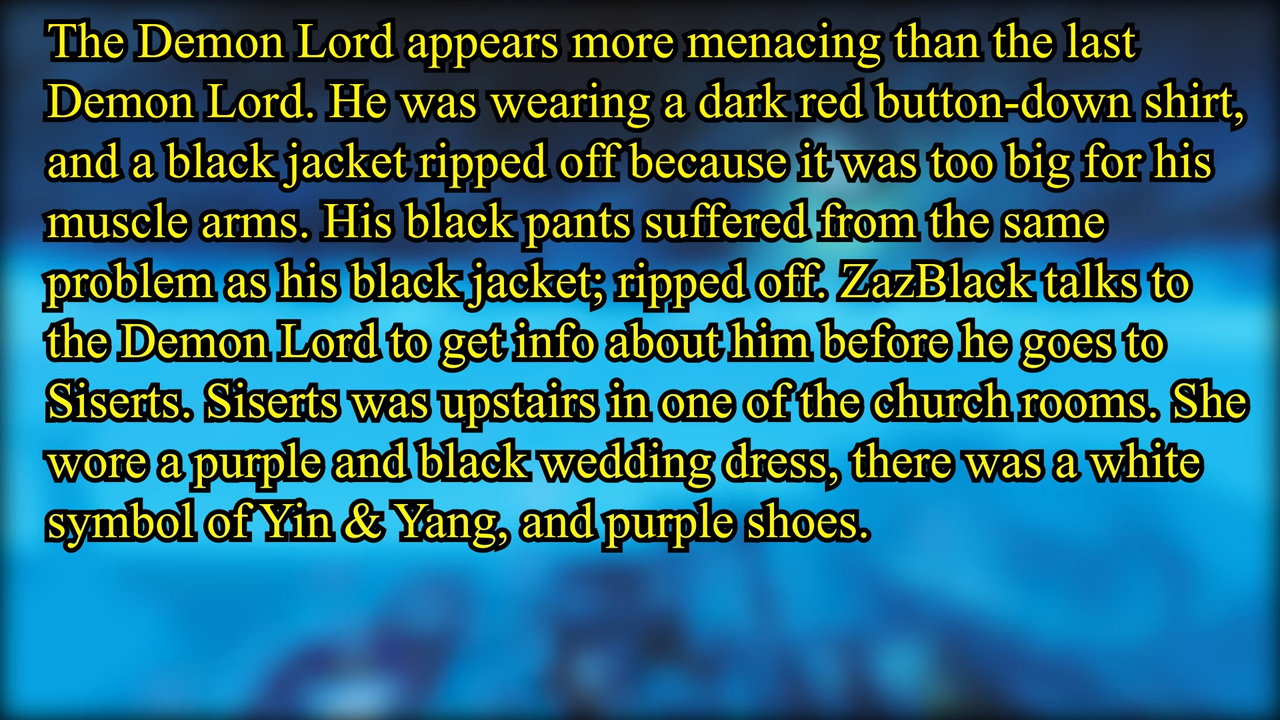 The Demon Lord appears more menacing than the last
Demon Lord. He was wearing a dark red button-down shirt,
and a black jacket ripped off because it was too big for his
muscle arms. His black pants suffered from the same
problem as his black jacket; ripped off. ZazBlack talks to
the Demon Lord to get info about him before he goes to
Siserts. Siserts was upstairs in one of the church rooms. She
wore a purple and black wedding dress, there was a white
symbol of Yin & Yang, and purple shoes.